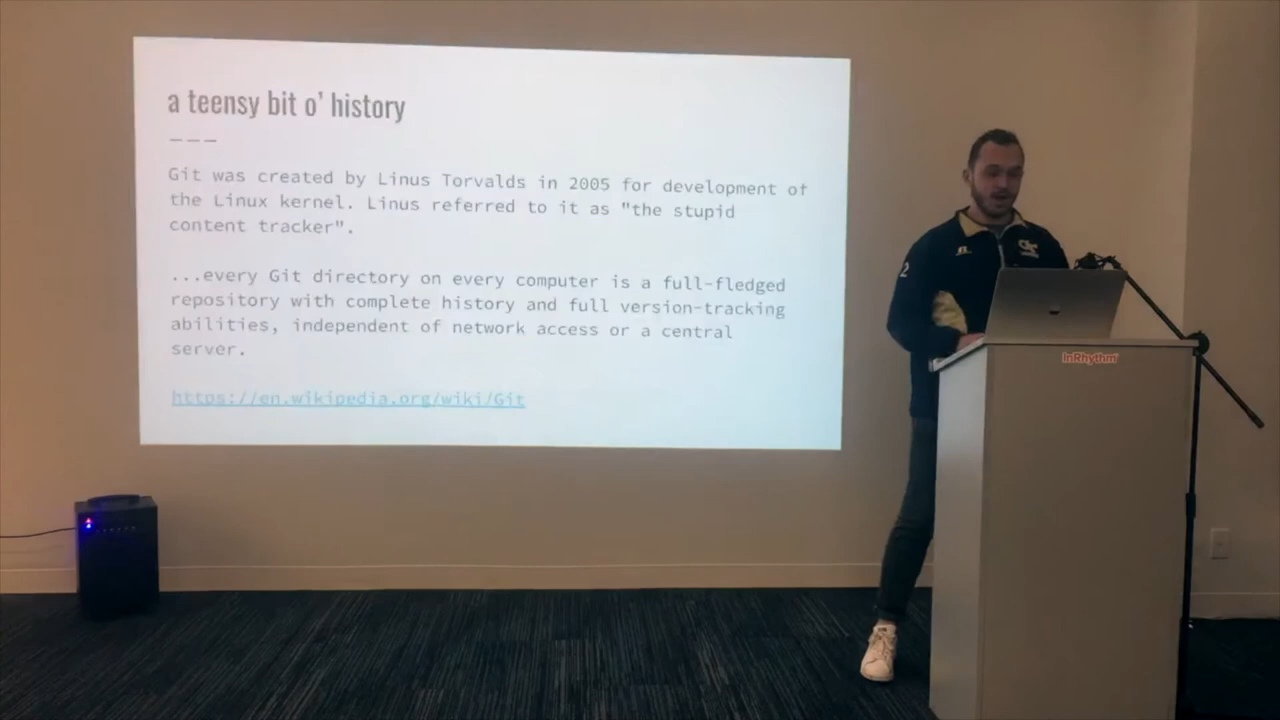 a teensy bit o' history
Git was created by Linus Torvalds in 2005 for development of
the Linux kernel. Linus referred to it as "the stupid
content tracker".
...every Git directory on every computer is a full-fledged
repository with complete history and full version-tracking
abilities, independent of network access or a central
server.
https://en.wikipedia.org/wiki/Git
2
InRhythm